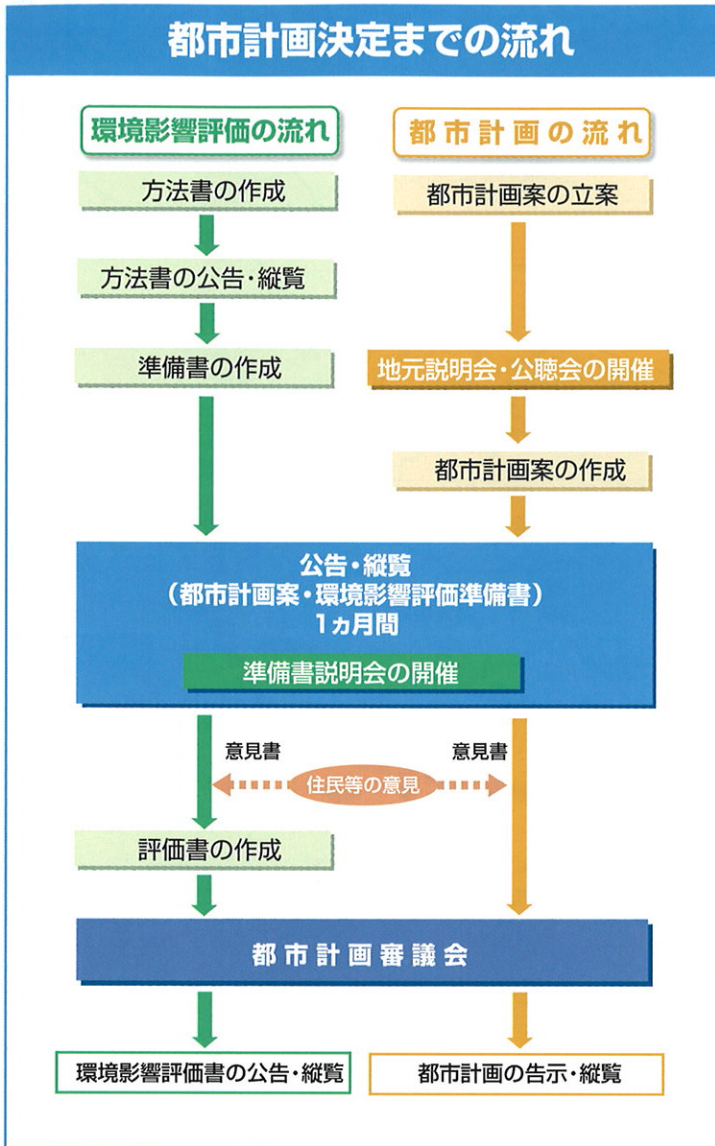 都市計画決定までの流れ
環境影響評価の流れ
方法書の作成
方法書の公告・縦覧
準備書の作成
都市計画の流れ
都市計画案の立案
地元説明会・公聴会の開催
都市計画案の作成
公告・縦覧
（都市計画案・環境影響評価準備書）
1ヵ月間
準備書説明会の開催
意見書
意見書
住民等の意見
評価書の作成
都市計画審議会
環境影響評価書の公告・縦覧
都市計画の告示・縦覧